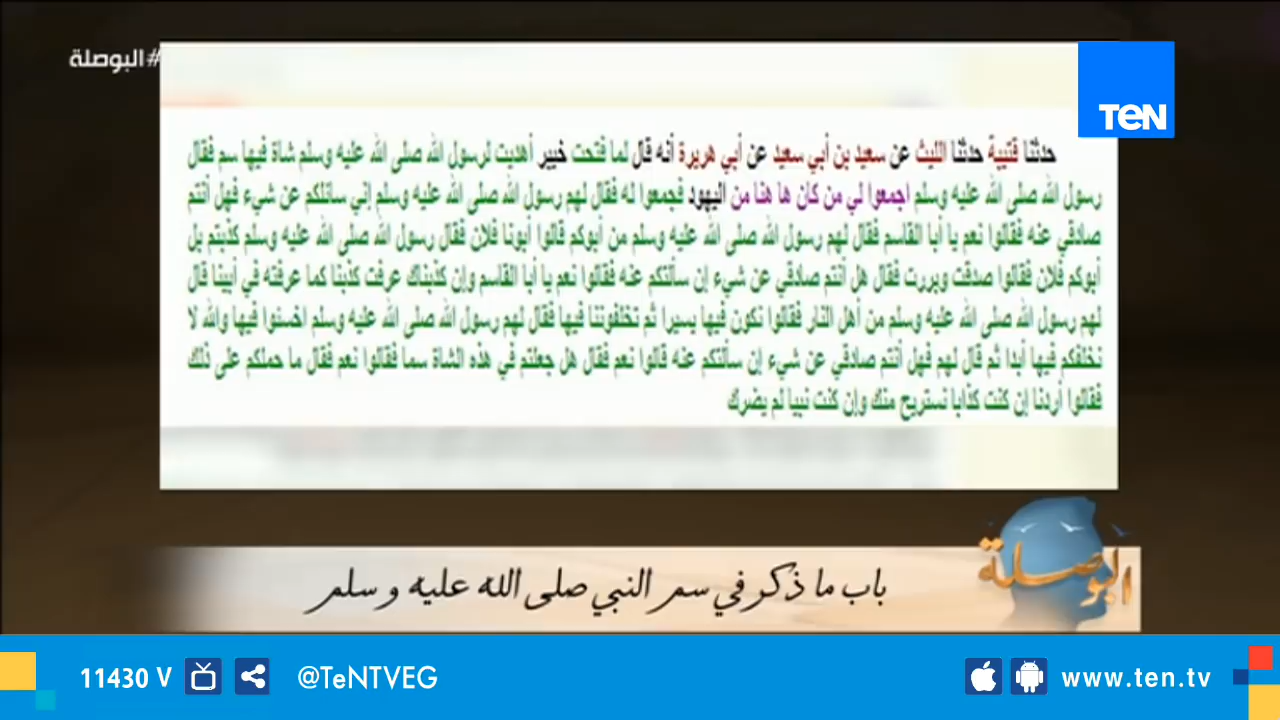 #البوصلة
TEN
حدثنا قتيبة حدثنا الليث عن سعيد بن أبي سعيد عن أبي هريرة أنه قال لما فتحت خيبر أهديت لرسول الله صلى الله عليه وسلم شاة فيها سم فقال
رسول الله صلى الله عليه وسلم اجمعوا لي من كان ها هنا من اليهود فجمعوا له فقال لهم رسول الله صلى الله عليه وسلم إني سائلكم عن شيء فهل أنتم
صادقي عنه فقالوا نعم يا أبا القاسم فقال لهم رسول الله صلى الله عليه وسلم من أبوكم قالوا أبونا فلان فقال رسول الله صلى الله عليه وسلم كذبتم بل
أبوكم فلان فقالوا صدقت وبررت فقال هل أنتم صادقي عن شيء إن سألتكم عنه فقالوا نعم يا أبا القاسم وإن كذبناك عرفت كذبنا كما عرفته في أبينا قال
لهم رسول الله صلى الله عليه وسلم من أهل النار فقالوا نكون فيها يسيرا ثم تخلفوننا فيها فقال لهم رسول الله صلى الله عليه وسلم اخسئوا فيها والله لا
نخلفكم فيها أبدا ثم قال لهم فهل أنتم صادقي عن شيء إن سألتكم عنه قالوا نعم فقال هل جعلتم في هذه الشاة سما فقالوا نعم فقال ما حملكم على ذلك
فقالوا أردنا إن كنت كذابا نستريح منك وإن كنت نبيا لم يضرك
البوصلة
باب ما ذكر في سم النبي صلى الله عليه وسلم
11430 V @TeNTVEG www.ten.tv